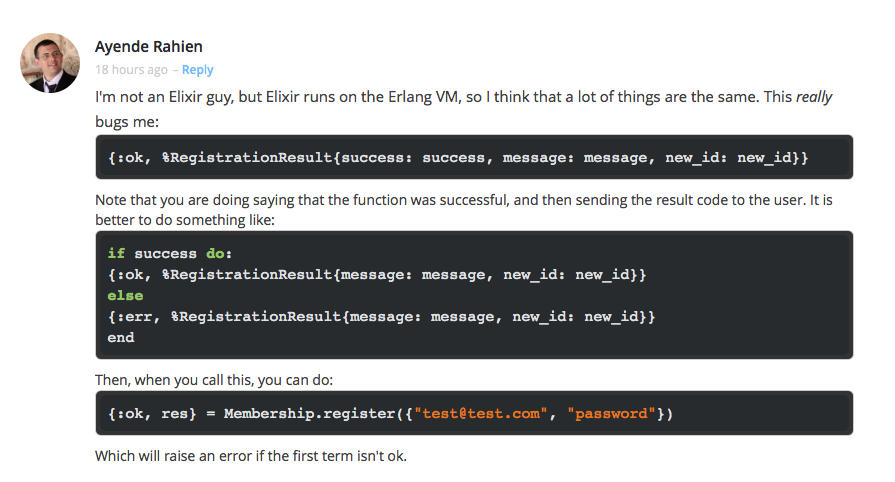 Ayende Rahien
18 hours ago – Reply
I'm not an Elixir guy, but Elixir runs on the Erlang VM, so I think that a lot of things are the same. This really
bugs me:
{:ok, %RegistrationResult{success: success, message: message, new_id: new_id}}
Note that you are doing saying that the function was successful, and then sending the result code to the user. It is
better to do something like:
if success do:
{:ok, %RegistrationResult{message: message, new_id: new_id}}
else
{:err, %RegistrationResult{message: message, new_id: new_id}}
end
Then, when you call this, you can do:
{:ok, res} = Membership.register({"test@test.com", "password"})
Which will raise an error if the first term isn't ok.